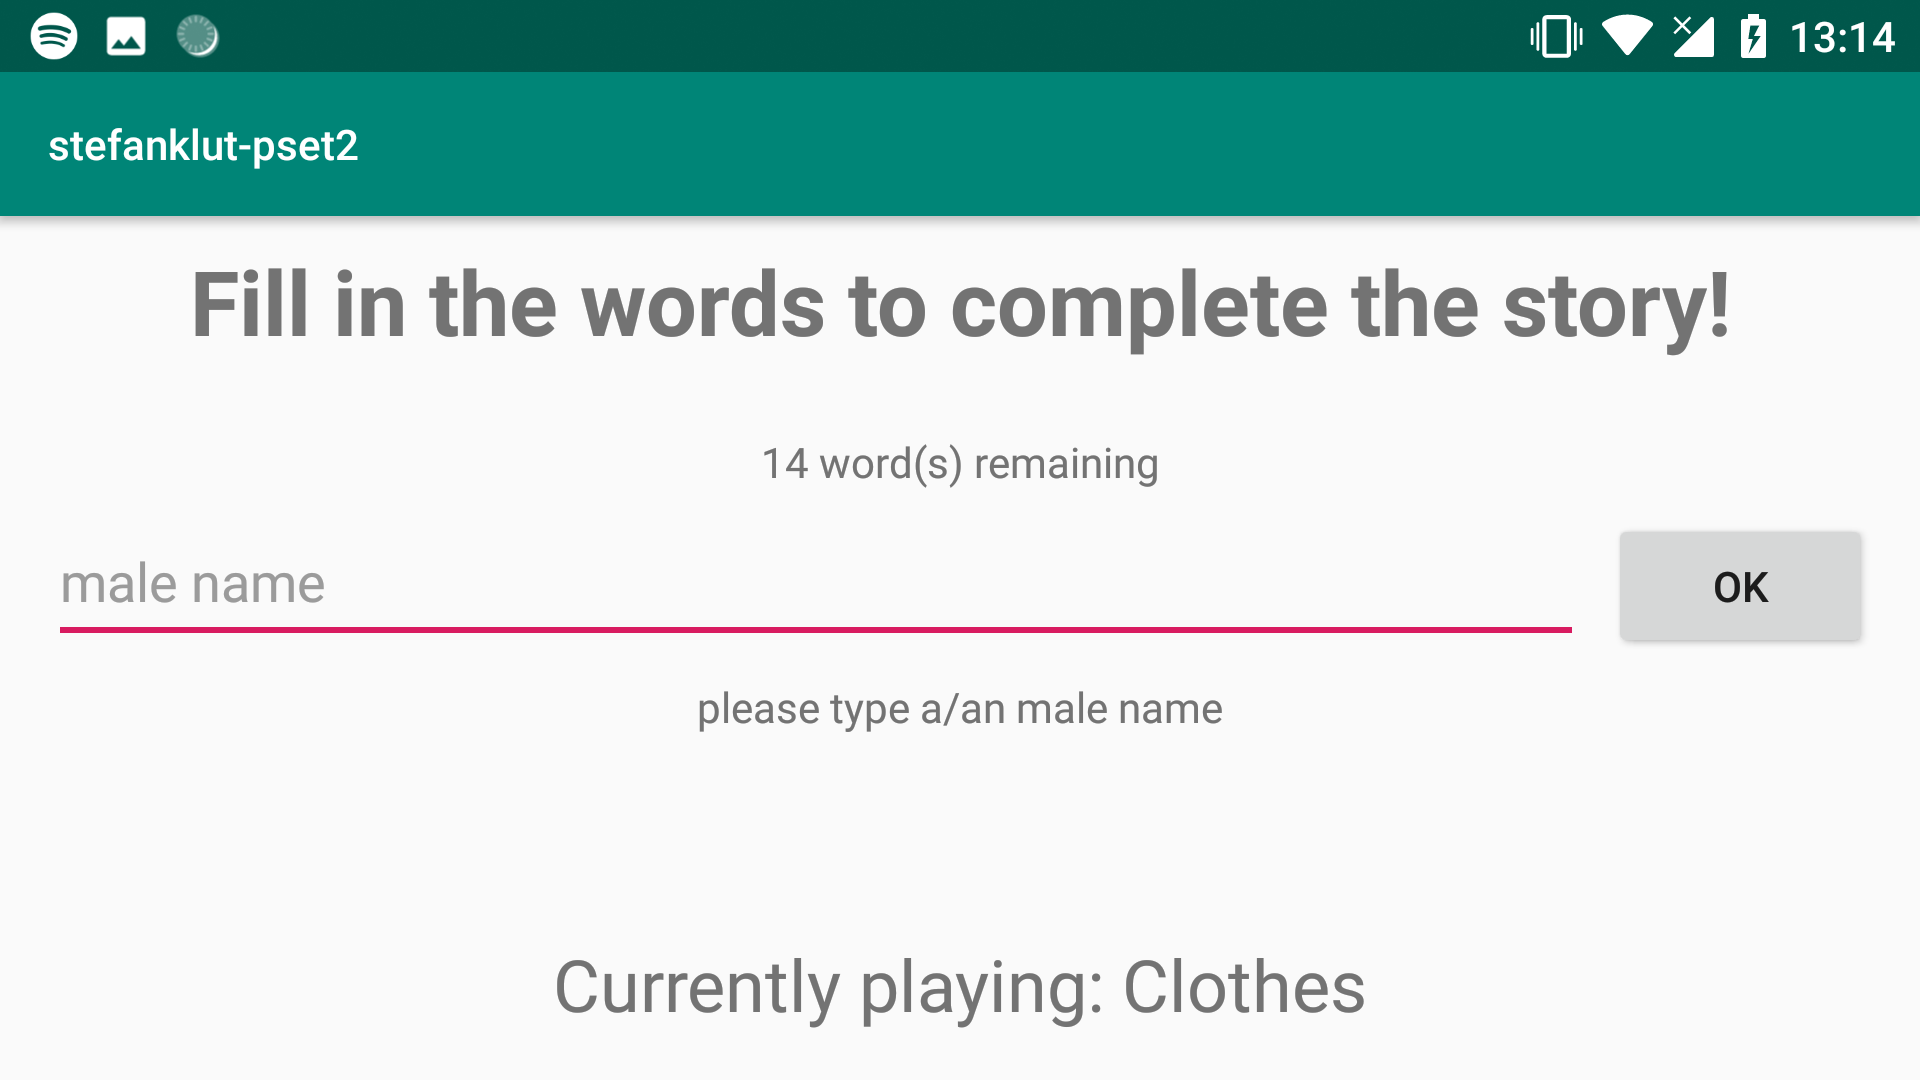 13:14
stefanklut-pset2
Fill in the words to complete the story!
14 word(s) remaining
male name
OK
please type a/an male name
Currently playing: Clothes